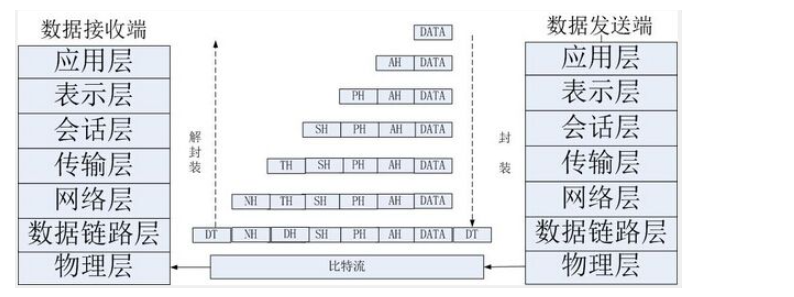 数据接收端
应用层
表示层
会话层
传输层
网络层
数据链路层
物理层
解封装
DATA
AH DATA
PH AH DATA
SH PH AH DATA
TH SH PH AH DATA
NH TH SH PH AH DATA
DT NH DH SH PH AH DATA DT
比特流
封装
数据发送端
应用层
表示层
会话层
传输层
网络层
数据链路层
物理层